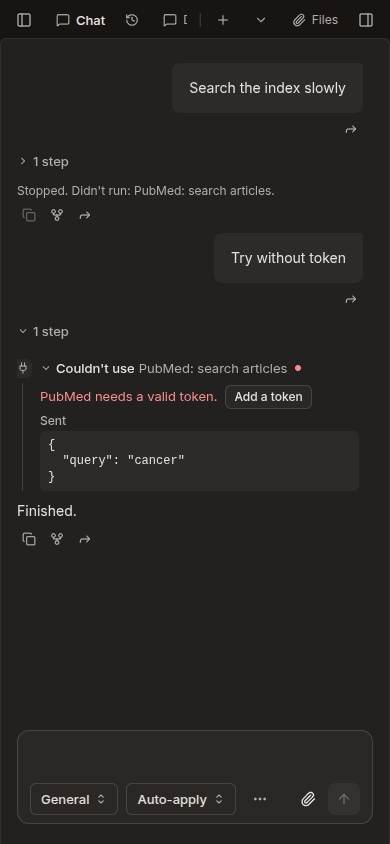 Chat
Files
Search the index slowly
1 step
Stopped. Didn't run: PubMed: search articles.
Try without token
1 step
Couldn't use PubMed: search articles
PubMed needs a valid token. Add a token
Sent
{
  "query": "cancer"
}
Finished.
General Auto-apply